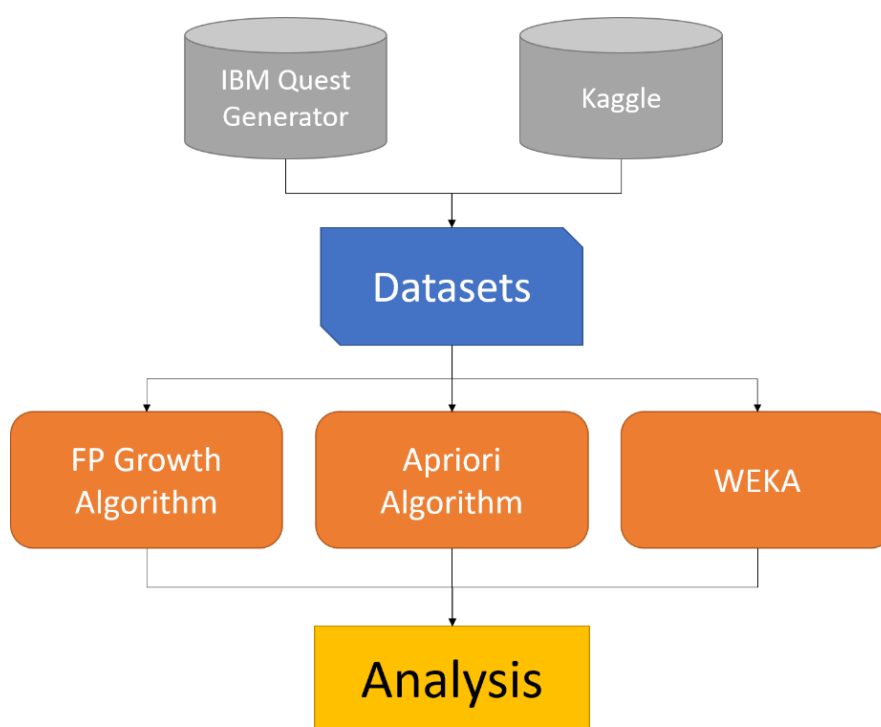 IBM Quest
Generator
Kaggle
Datasets
FP Growth
Algorithm
Apriori
Algorithm
WEKA
Analysis